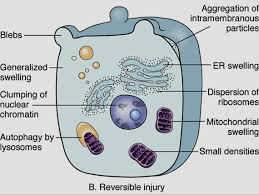 Blebs
Generalized
swelling
Clumping of
nuclear
chromatin
Autophagy by
lysosomes
Aggregation of
intramembranous
particles
ER swelling
Dispersion of
ribosomes
Mitochondrial
swelling
Small densities
B. Reversible injury